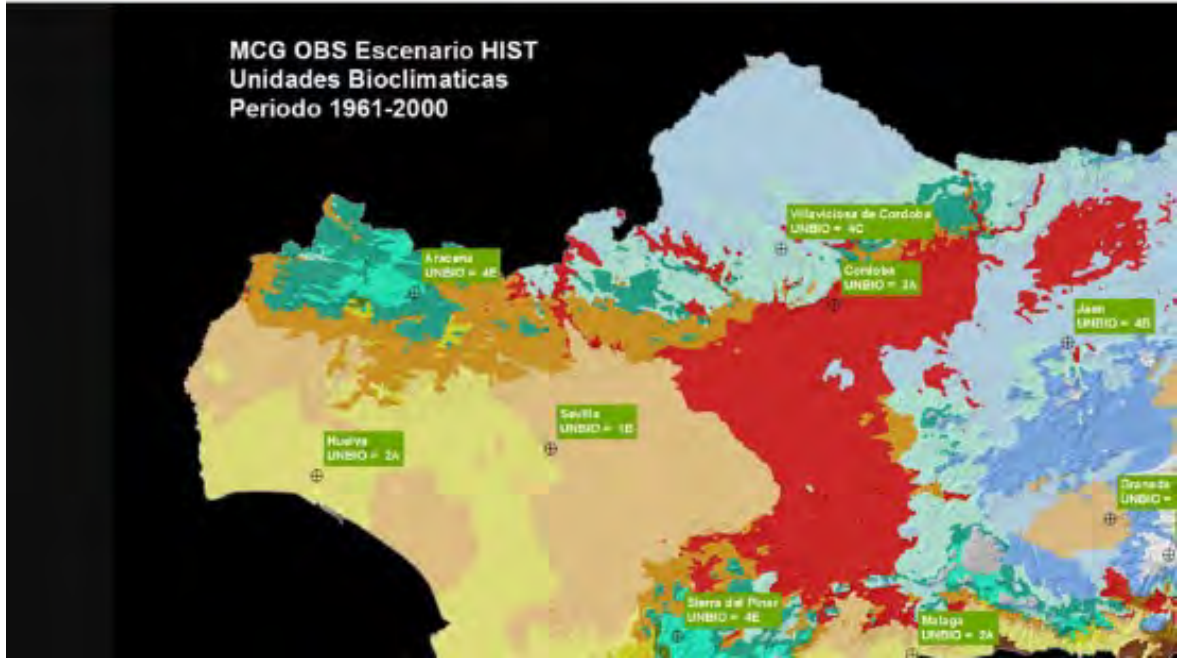 MCG OBS Escenario HIST
Unidades Bioclimaticas
Periodo 1961-2000
Villaviciosa de Cordoba
UNBIO = 4C
Aracena
UNBIO = 4E
Cordoba
UNBIO = 3A
Jaen
UNBIO = 4B
Sevilla
UNBIO = 1B
Huelva
UNBIO = 2A
Granada
UNBIO =
Sierra del Pinar
UNBIO = 4E
Malaga
UNBIO = 2A